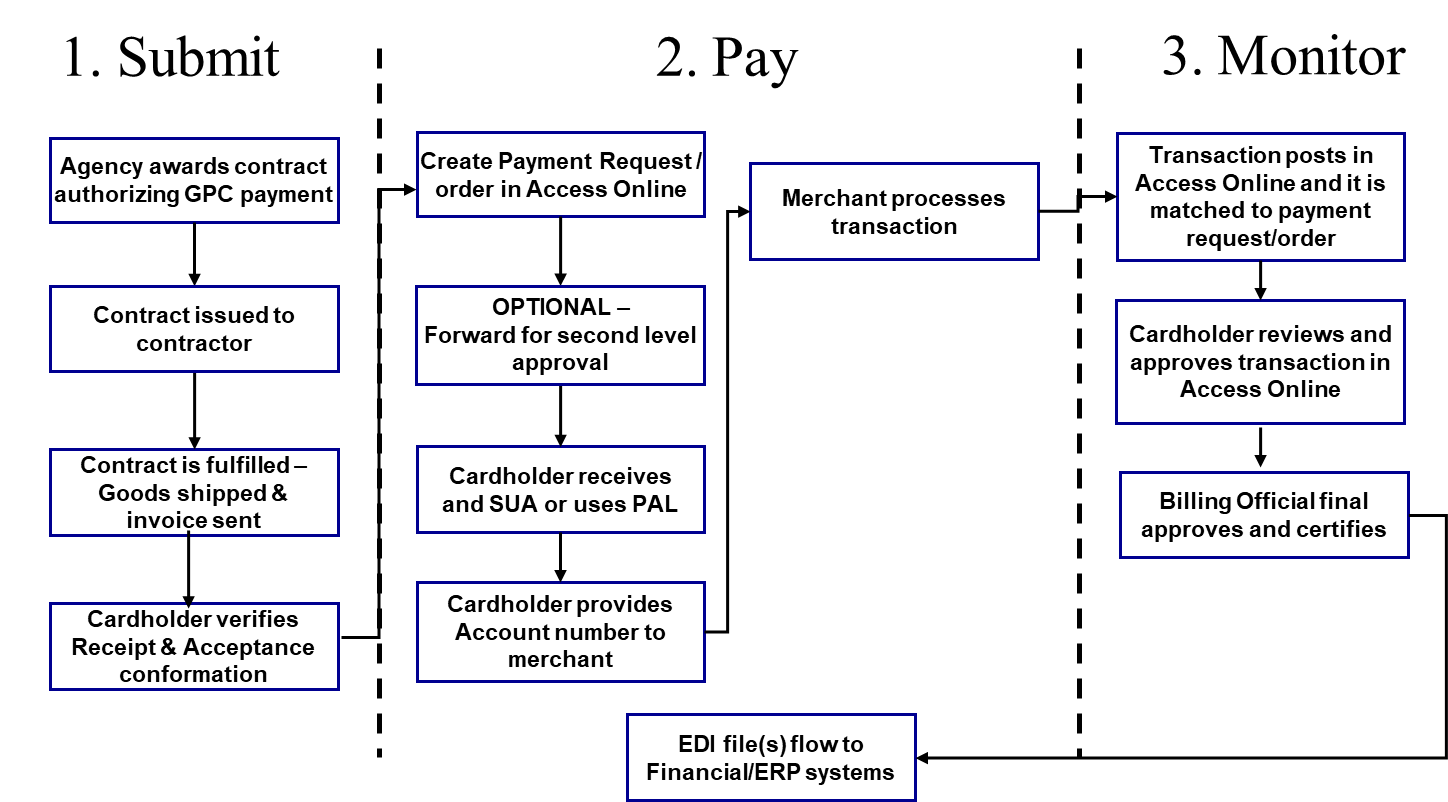 1. Submit
2. Pay
3. Monitor
Agency awards contract
authorizing GPC payment
Contract issued to
contractor
Contract is fulfilled –
Goods shipped &
invoice sent
Cardholder verifies
Receipt & Acceptance
conformation
Create Payment Request /
order in Access Online
OPTIONAL –
Forward for second level
approval
Cardholder receives
and SUA or uses PAL
Cardholder provides
Account number to
merchant
Merchant processes
transaction
Transaction posts in
Access Online and it is
matched to payment
request/order
Cardholder reviews and
approves transaction in
Access Online
Billing Official final
approves and certifies
EDI file(s) flow to
Financial/ERP systems